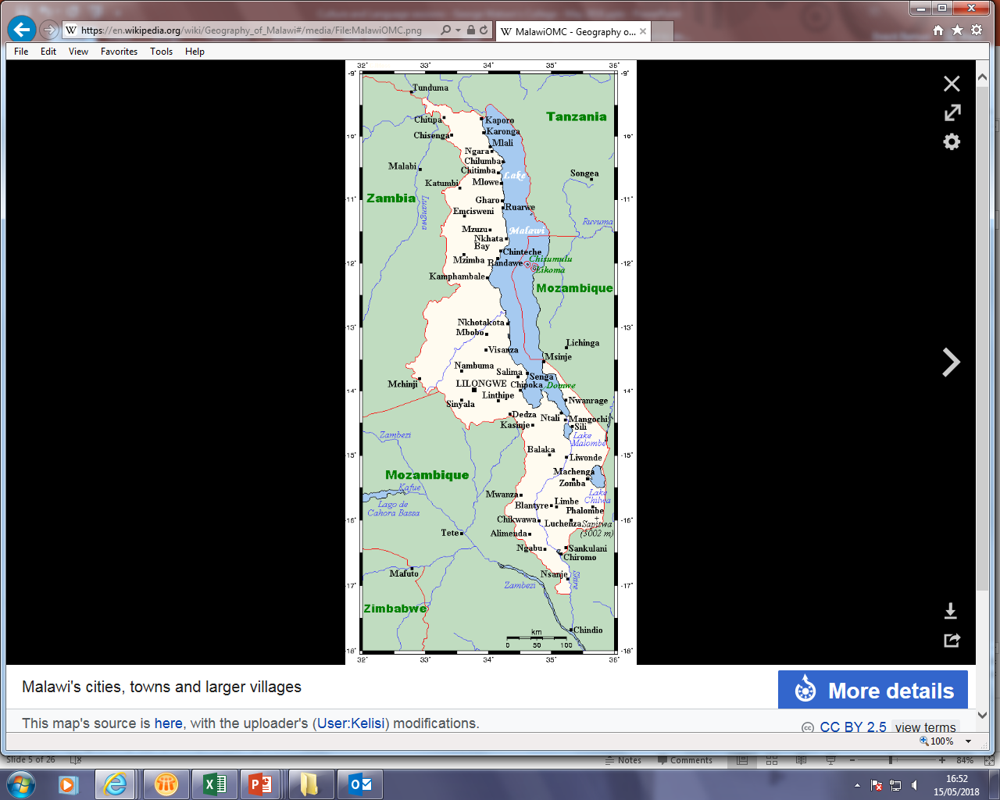 https://en.wikipedia.org/wiki/Geography_of_Malawi#/media/File:MalawiOMC.png
W MalawiOMC - Geography o...
File Edit View Favorites Tools Help
32° 33° 34° 35° 36°
-9°
Tunduma
Tanzania
Chitipa
Kaporo
Karonga
Chisenga
10°
Mlali
Ngara
Chilumba
Malabi
Chitimba
Lake
Songea
Katumbi
Mlowe
Zambia
Luangwa
Gharo
-11°
Ruarwe
Emcisweni
Ruvuma
Mzuzu
Malawi
Nkhata
Bay
Chinteche
Mzimba
Bandawe
Chisumulu
-12°
Likoma
Kamphambale
Mozambique
Nkhotakota
-13°
Mbobo
Lichinga
Visanza
Msinje
Nambuma
Salima
Senga
Mchinji
LILONGWE
Chipoka
Domwe
-14°
Linthipe
Sinyala
Nwanrage
Dedza
Ntali
Mangochi
Kasinje
Sili
Zambezi
Lake
Malombe
Balaka
-15°
Liwonde
Mozambique
Machenga
Zomba
Kafue
Mwanza
Lake
Chilwa
Lago de
Cahora Bassa
Blantyre
Limbe
Phalombe
Chikwawa
-16°
Luchenza
Sapitwa
(3002 m)
Tete
Alimenda
Ngabu
Sankulani
Chiromo
Mafuto
Nsanje
Shire
-17°
Zambezi
Zimbabwe
Chindio
km
0 50 100
-18°
32° 33° 34° 35° 36°
Malawi's cities, towns and larger villages
More details
This map's source is here, with the uploader's (User:Kelisi) modifications.
cc CC BY 2.5 view terms
100%
Slide 5 of 26
Notes Comments 84%
16:52
15/05/2018